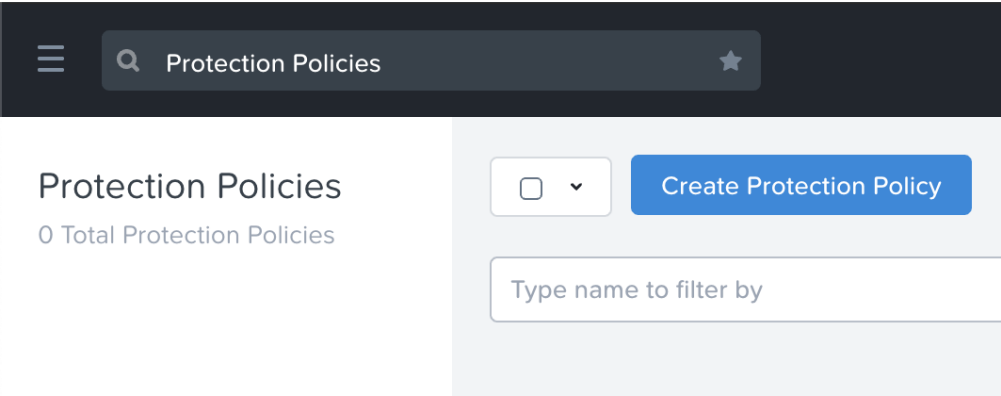 Protection Policies
Protection Policies
0 Total Protection Policies
Create Protection Policy
Type name to filter by